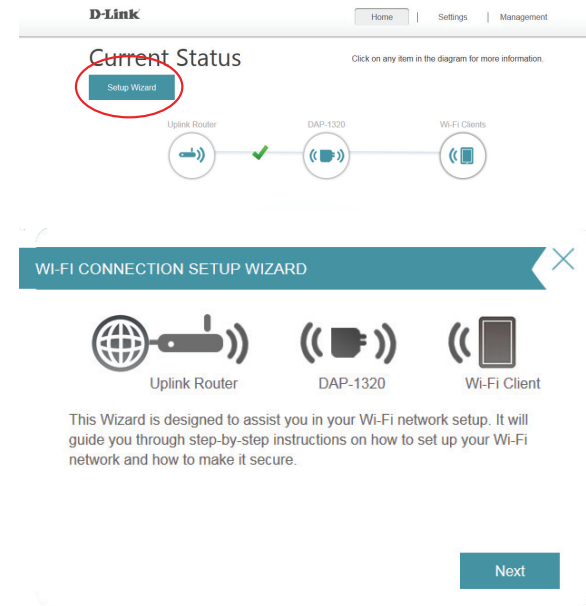 D-Link
Home | Settings | Management
Current Status
Click on any item in the diagram for more information.
Setup Wizard
Uplink Router DAP-1320 Wi-Fi Clients
WI-FI CONNECTION SETUP WIZARD
Uplink Router DAP-1320 Wi-Fi Client
This Wizard is designed to assist you in your Wi-Fi network setup. It will
guide you through step-by-step instructions on how to set up your Wi-Fi
network and how to make it secure.
Next